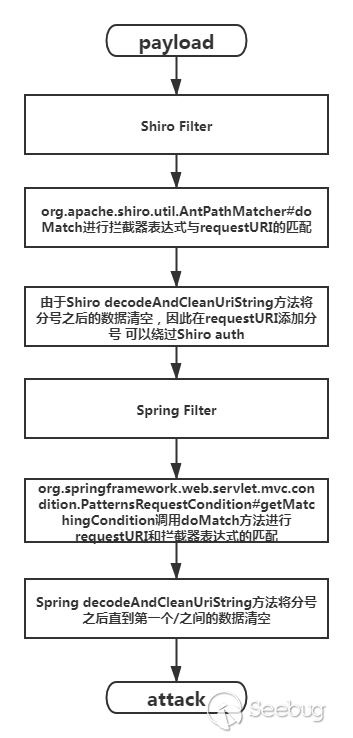 payload
Shiro Filter
org.apache.shiro.util.AntPathMatcher#do
Match进行拦截器表达式与requestURI的匹配
由于Shiro decodeAndCleanUriString方法将
分号之后的数据清空，因此在requestURI添加分
号 可以绕过Shiro auth
Spring Filter
org.springframework.web.servlet.mvc.con
dition.PatternsRequestCondition#getMatc
hingCondition调用doMatch方法进行
requestURI和拦截器表达式的匹配
Spring decodeAndCleanUriString方法将分号
之后直到第一个/之间的数据清空
attack
Seebug